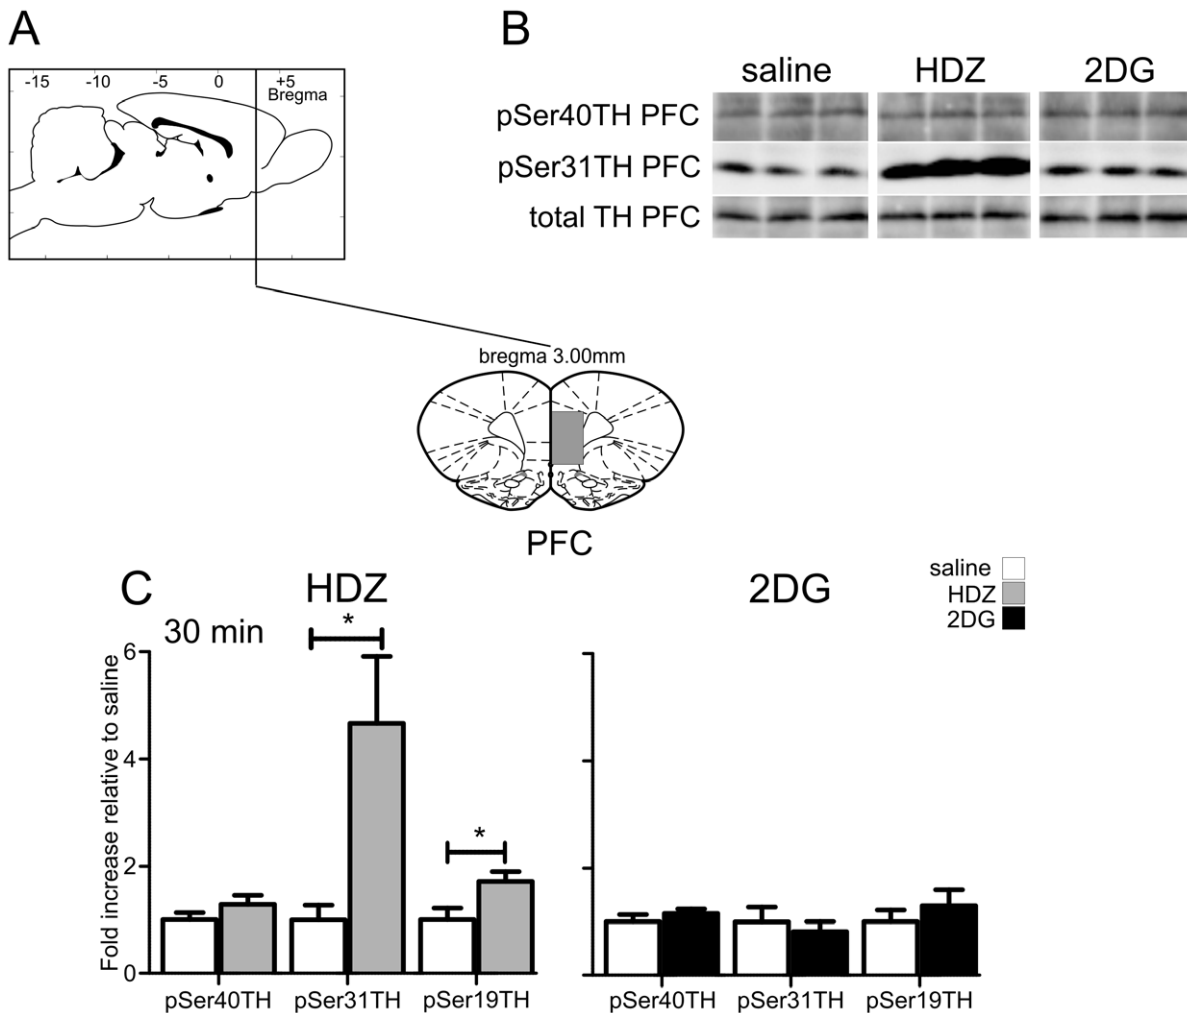 A
-15 -10 -5 0 +5
Bregma
B
saline HDZ 2DG
pSer40TH PFC
pSer31TH PFC
total TH PFC
bregma 3.00mm
PFC
saline
HDZ
2DG
C
HDZ
30 min
*
*
Fold increase relative to saline
6
4
2
0
pSer40TH pSer31TH pSer19TH
2DG
pSer40TH pSer31TH pSer19TH